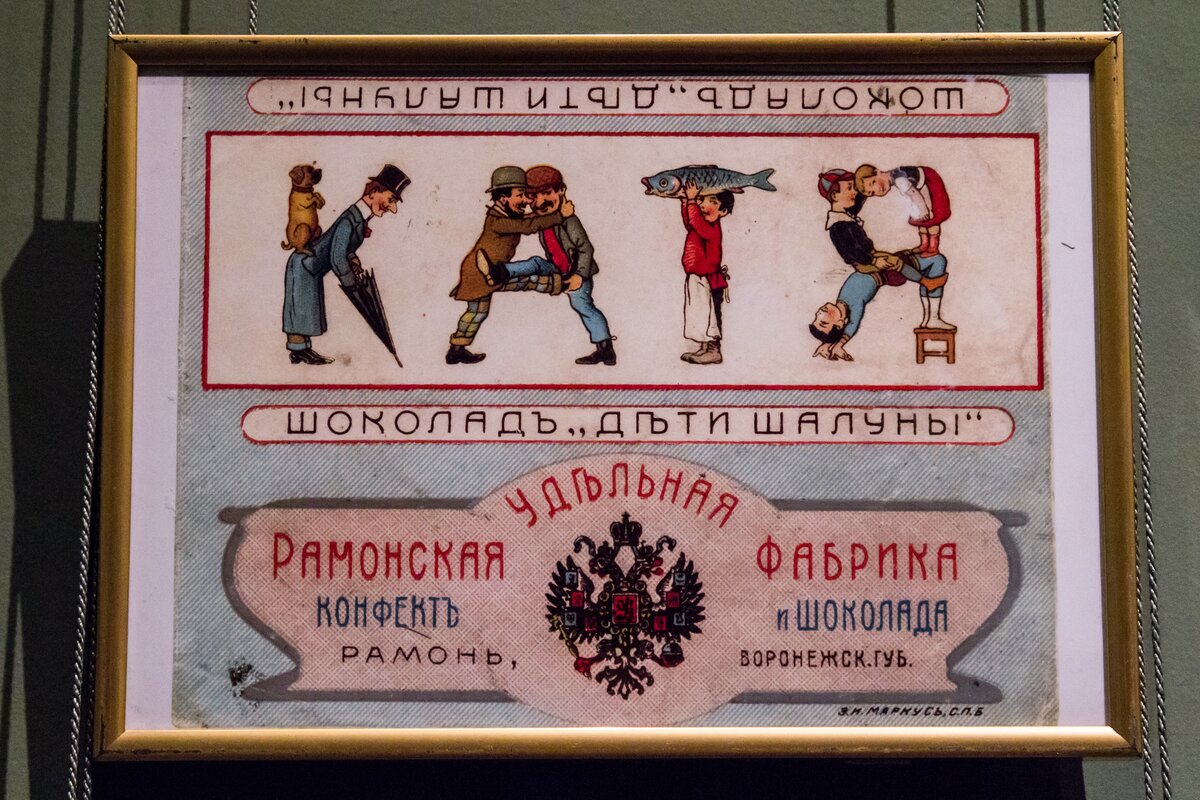 ШОКОЛАДЪ „ДѢТИ ШАЛУНЫ“
КАТЯ
ШОКОЛАДЪ „ДѢТИ ШАЛУНЫ“
УДѢЛЬНАЯ
РАМОНСКАЯ ФАБРИКА
КОНФЕКТЪ и ШОКОЛАДА
РАМОНЬ, ВОРОНЕЖСК.ГУБ.
Э.И. МАРКУСЪ, С.П.Б